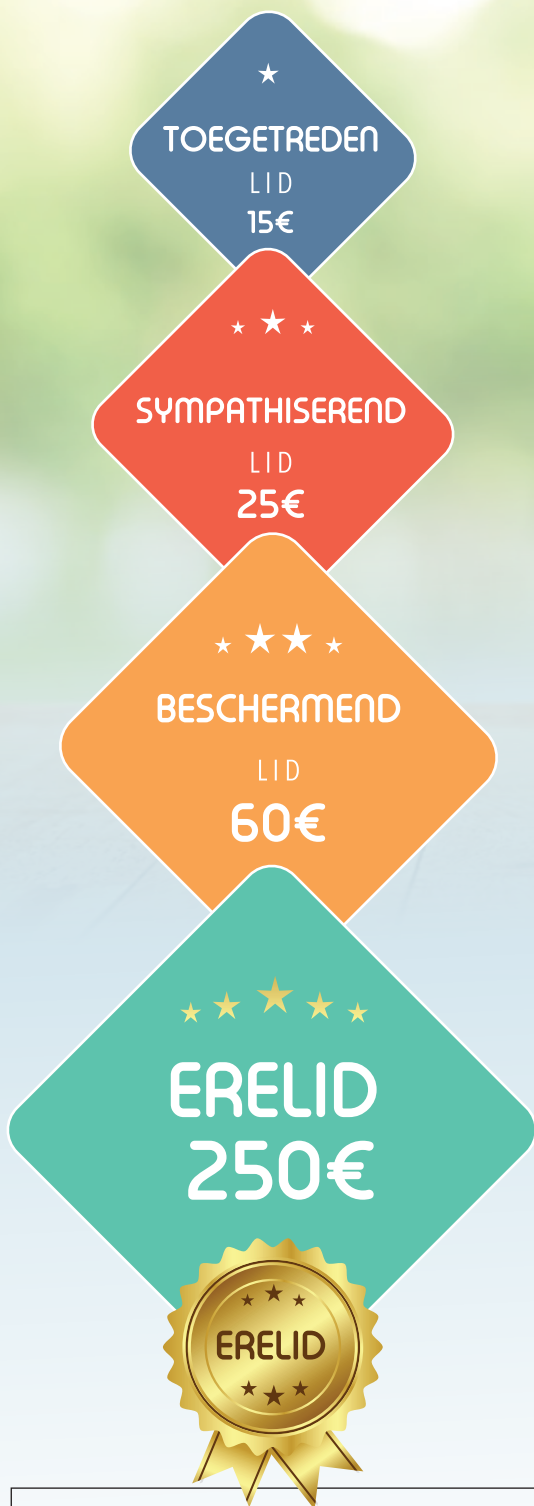 TOEGETREDEN
LID
15€
SYMPATHISEREND
LID
25€
BESCHERMEND
LID
60€
ERELID
250€
ERELID